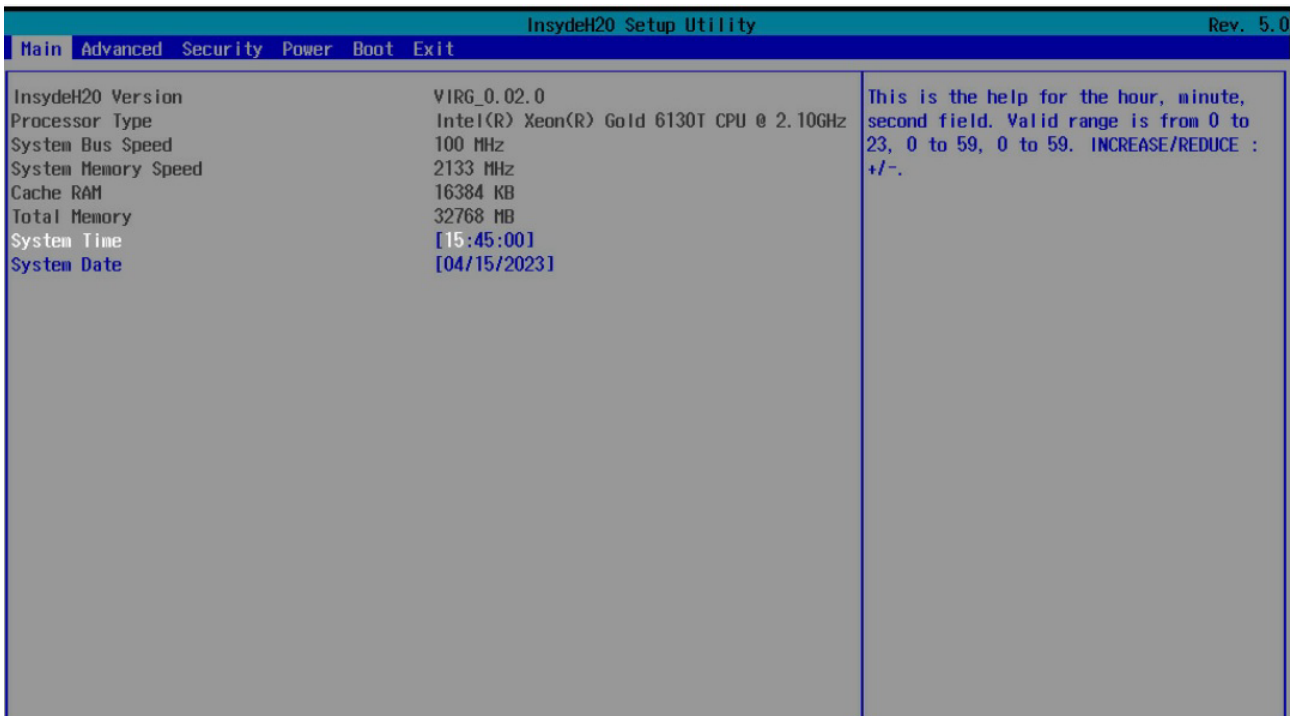 InsydeH20 Setup Utility Rev. 5.0
Main Advanced Security Power Boot Exit
InsydeH20 Version VIRG_0.02.0
Processor Type Intel(R) Xeon(R) Gold 6130T CPU @ 2.10GHz
System Bus Speed 100 MHz
System Memory Speed 2133 MHz
Cache RAM 16384 KB
Total Memory 32768 MB
System Time [15:45:00]
System Date [04/15/2023]
This is the help for the hour, minute,
second field. Valid range is from 0 to
23, 0 to 59, 0 to 59. INCREASE/REDUCE :
+/-.